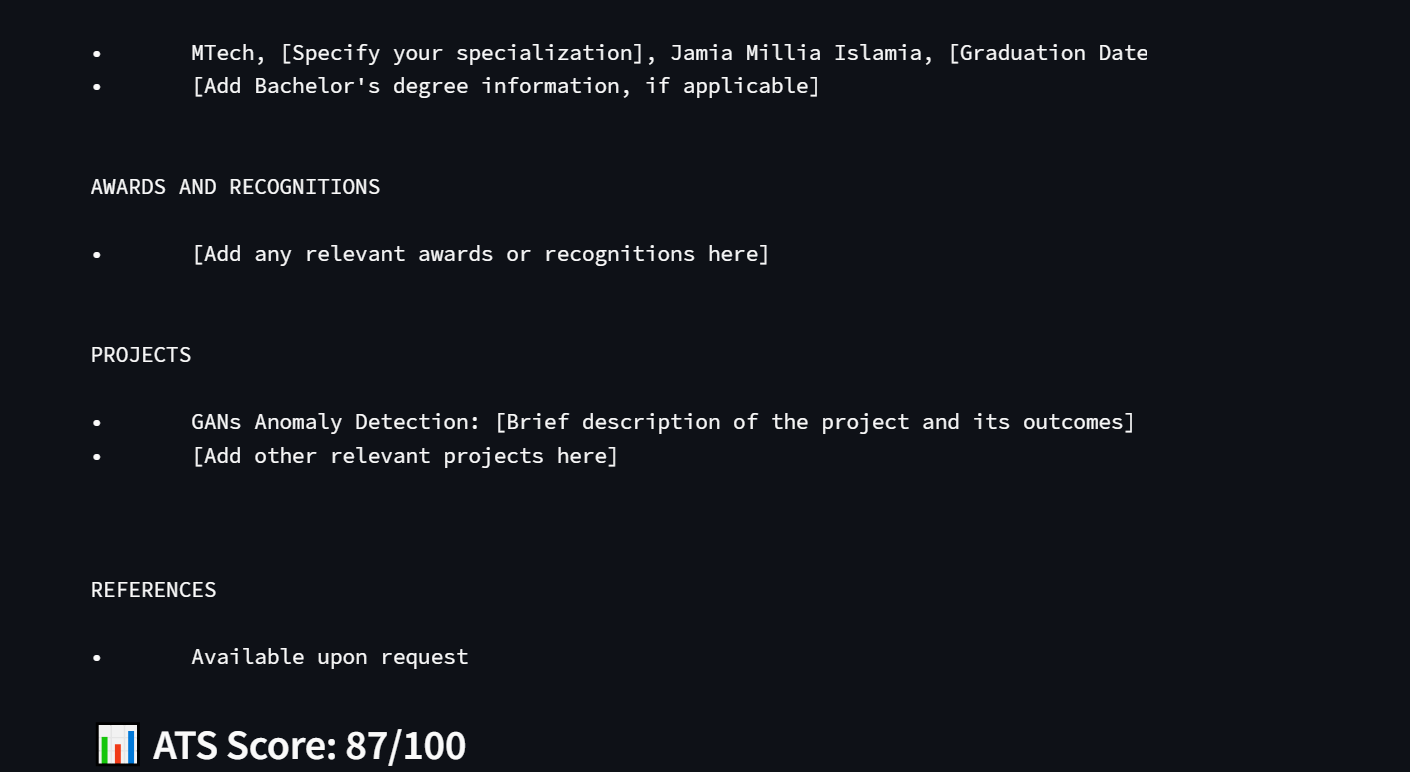 • MTech, [Specify your specialization], Jamia Millia Islamia, [Graduation Date
• [Add Bachelor's degree information, if applicable]
AWARDS AND RECOGNITIONS
• [Add any relevant awards or recognitions here]
PROJECTS
• GANs Anomaly Detection: [Brief description of the project and its outcomes]
• [Add other relevant projects here]
REFERENCES
• Available upon request
📊 ATS Score: 87/100